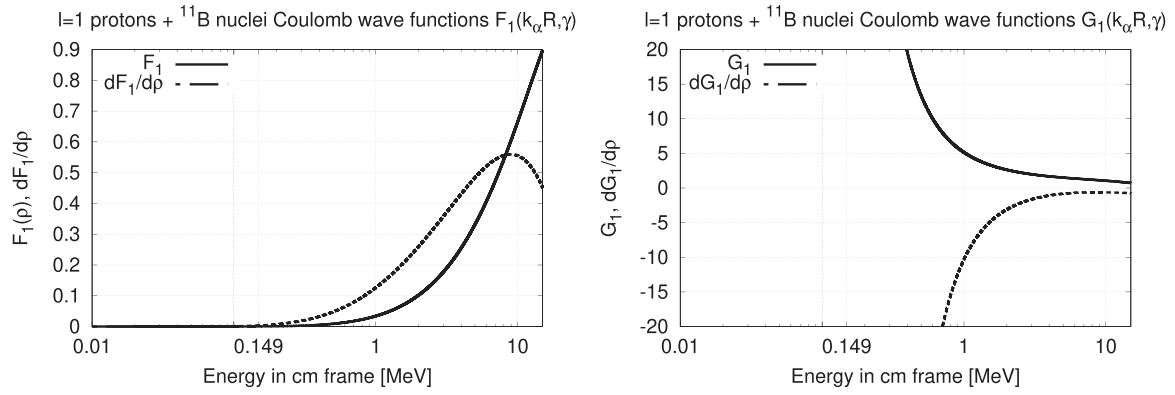 l=1 protons + ¹¹B nuclei Coulomb wave functions F₁(kαR,γ)
F₁
dF₁/dρ
F₁(ρ), dF₁/dρ
0.9
0.8
0.7
0.6
0.5
0.4
0.3
0.2
0.1
0
0.01
0.149
1
10
Energy in cm frame [MeV]
l=1 protons + ¹¹B nuclei Coulomb wave functions G₁(kαR,γ)
G₁
dG₁/dρ
G₁, dG₁/dρ
20
15
10
5
0
-5
-10
-15
-20
0.01
0.149
1
10
Energy in cm frame [MeV]